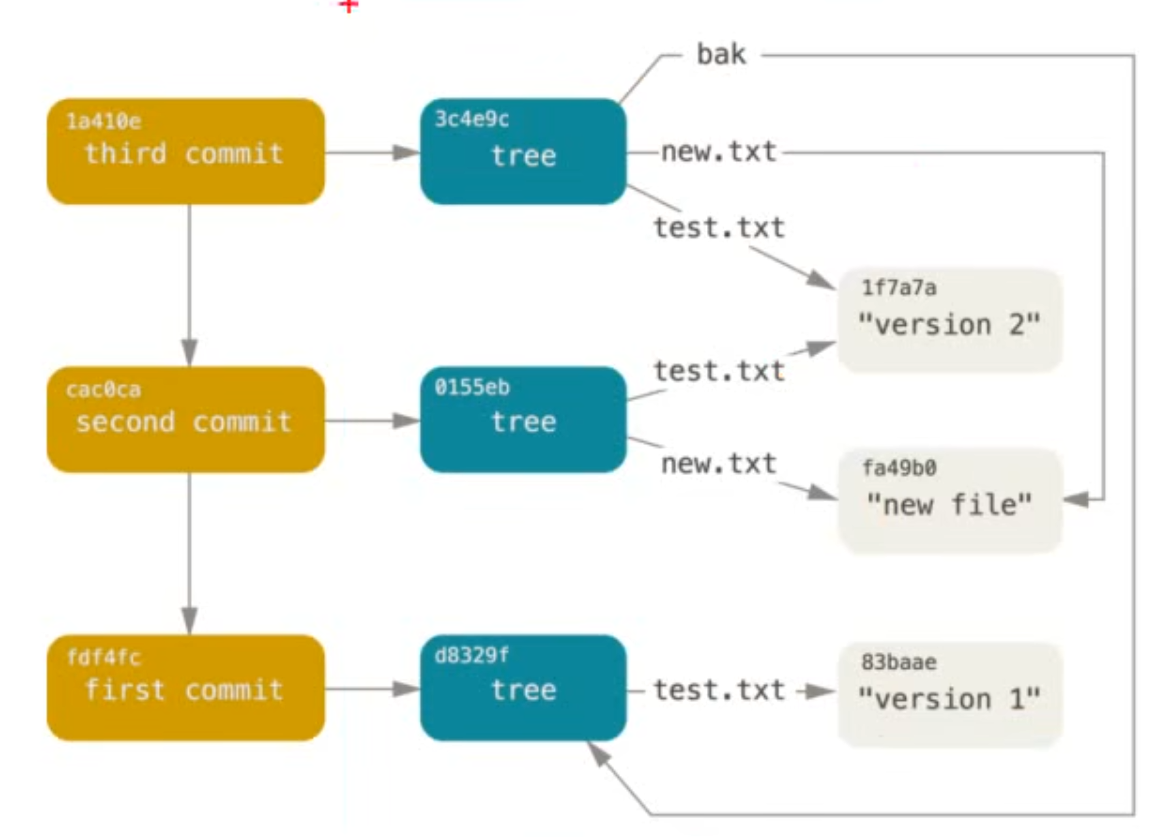 bak
1a410e
third commit
3c4e9c
tree
new.txt
test.txt
1f7a7a
"version 2"
cac0ca
second commit
0155eb
tree
test.txt
new.txt
fa49b0
"new file"
fdf4fc
first commit
d8329f
tree
test.txt
83baae
"version 1"